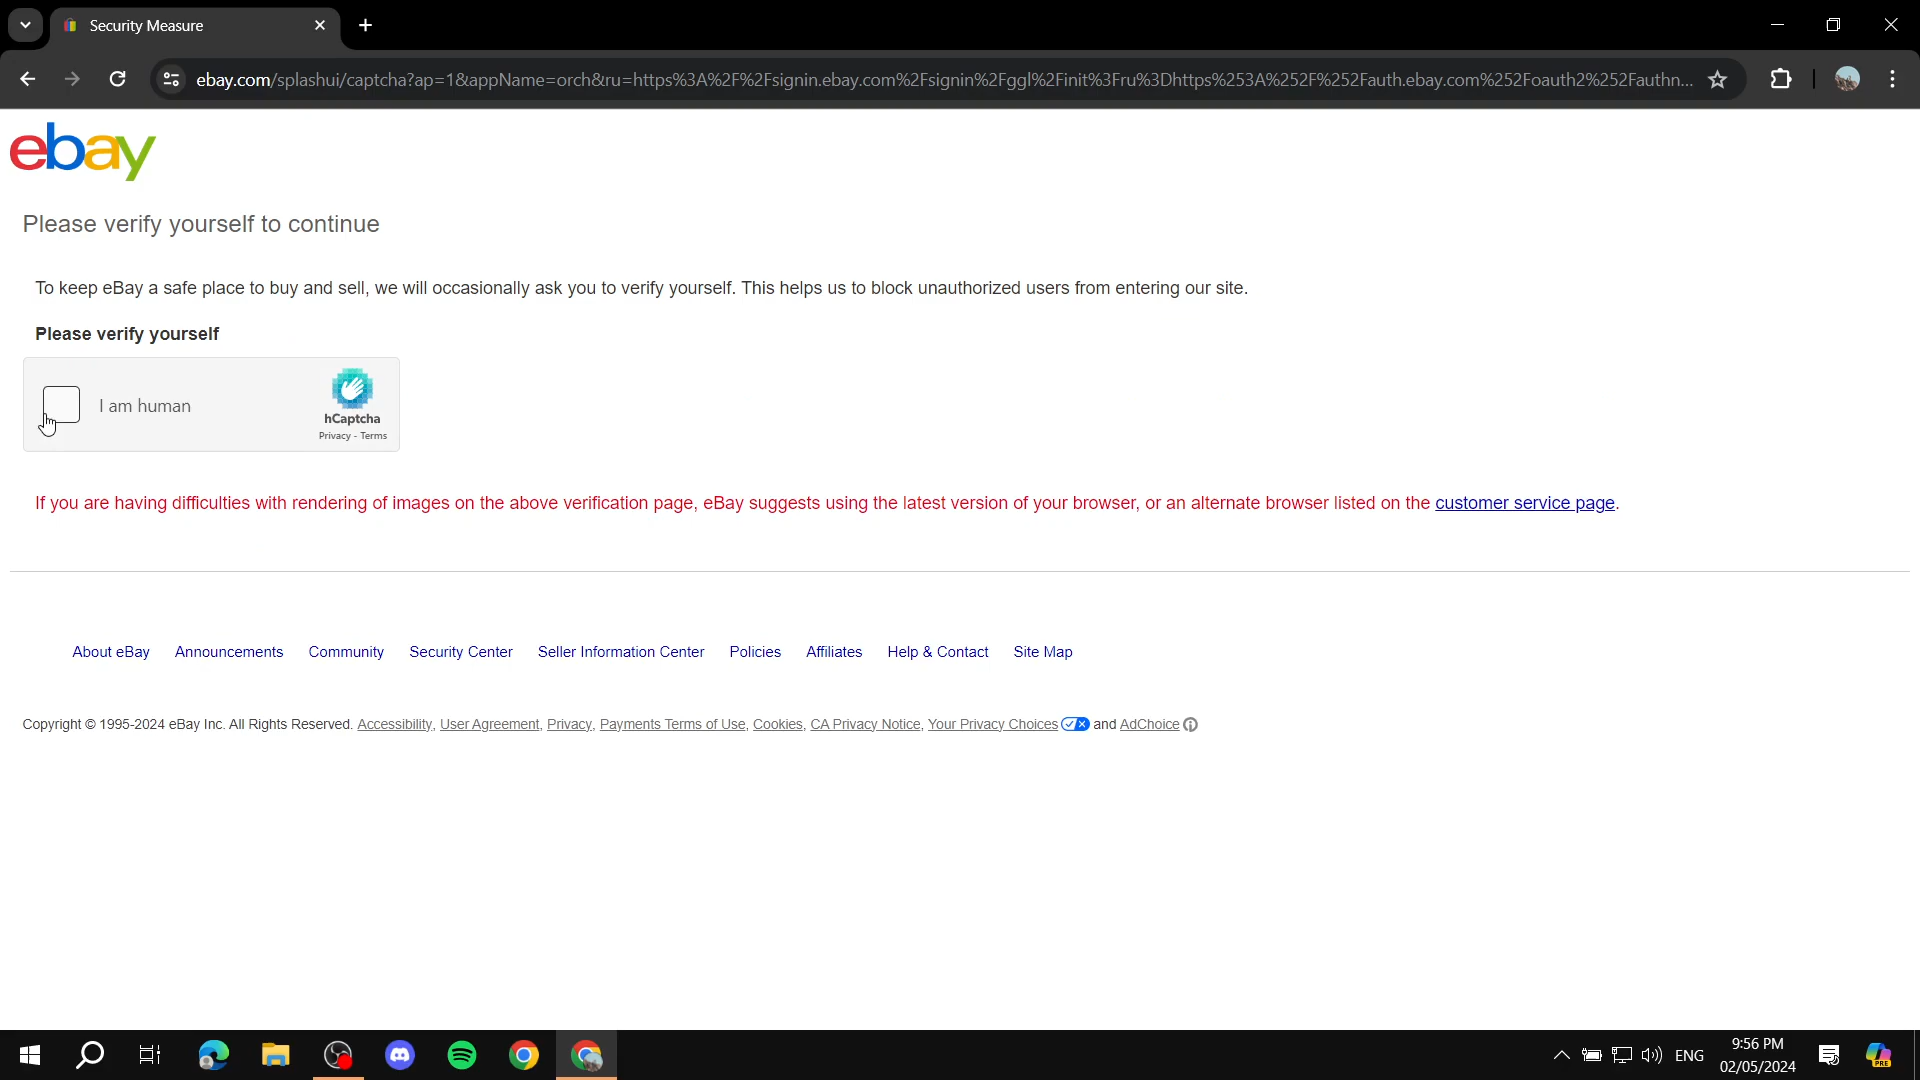 Security Measure
ebay.com/splashui/captcha?ap=1&appName=orch&ru=https%3A%2F%2Fsignin.ebay.com%2Fsignin%2Fggl%2Finit%3Fru%3Dhttps%253A%252F%252Fauth.ebay.com%252Foauth2%252Fauthn...
ebay
Please verify yourself to continue
To keep eBay a safe place to buy and sell, we will occasionally ask you to verify yourself. This helps us to block unauthorized users from entering our site.
Please verify yourself
I am human
hCaptcha
Privacy - Terms
If you are having difficulties with rendering of images on the above verification page, eBay suggests using the latest version of your browser, or an alternate browser listed on the customer service page.
About eBay Announcements Community Security Center Seller Information Center Policies Affiliates Help & Contact Site Map
Copyright © 1995-2024 eBay Inc. All Rights Reserved. Accessibility, User Agreement, Privacy, Payments Terms of Use, Cookies, CA Privacy Notice, Your Privacy Choices and AdChoice
ENG
9:56 PM
02/05/2024
PRE